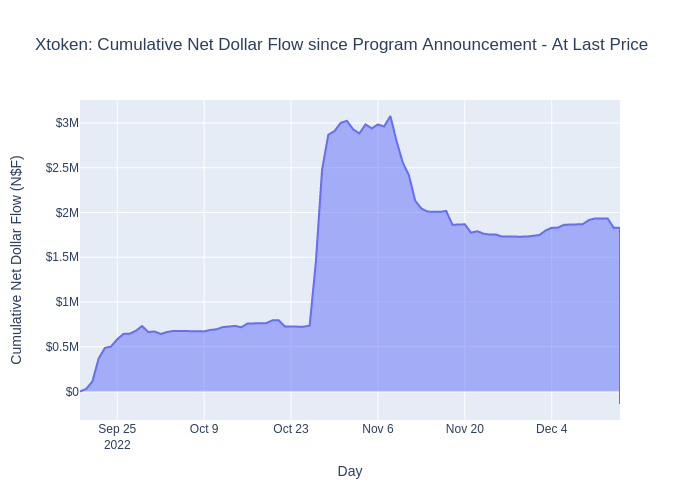 Xtoken: Cumulative Net Dollar Flow since Program Announcement - At Last Price
Cumulative Net Dollar Flow (N$F)
$3M
$2.5M
$2M
$1.5M
$1M
$0.5M
$0
Sep 25 Oct 9 Oct 23 Nov 6 Nov 20 Dec 4
2022
Day